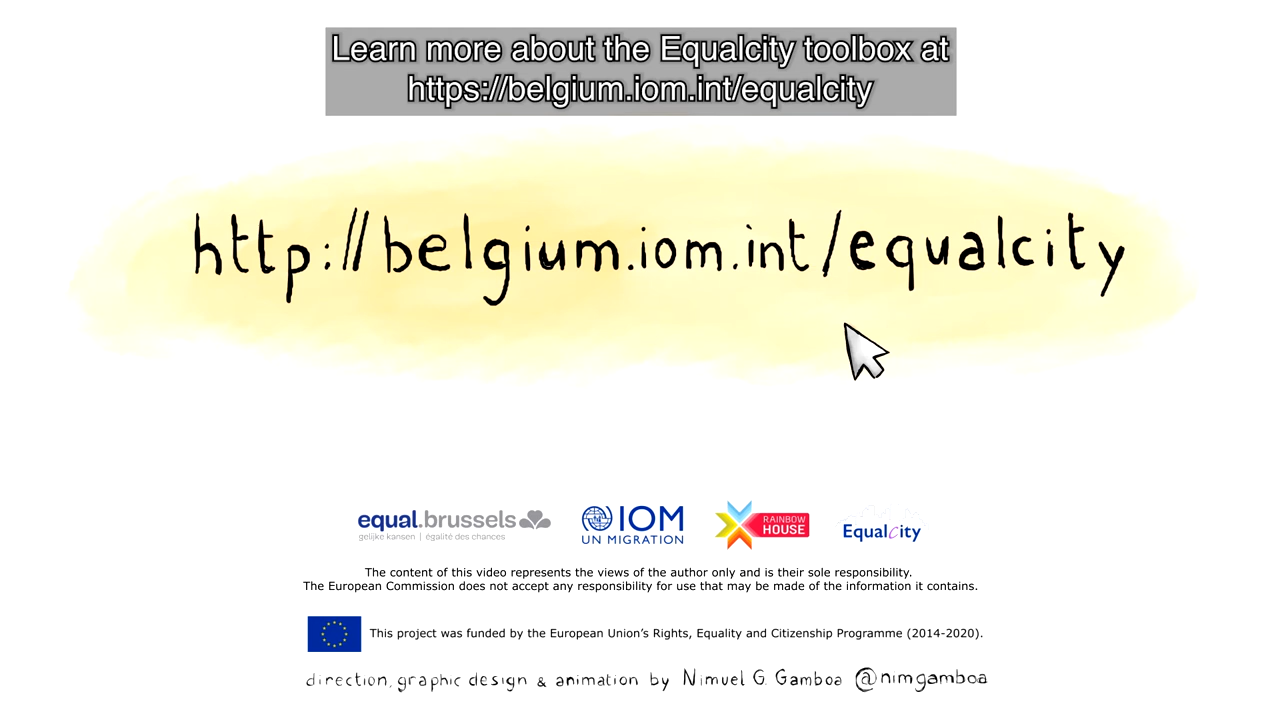 Learn more about the Equalcity toolbox at
https://belgium.iom.int/equalcity
http://belgium.iom.int/equalcity
equal.brussels
gelijke kansen | égalité des chances
IOM
UN MIGRATION
RAINBOW
HOUSE
Equalcity
The content of this video represents the views of the author only and is their sole responsibility.
The European Commission does not accept any responsibility for use that may be made of the information it contains.
This project was funded by the European Union’s Rights, Equality and Citizenship Programme (2014-2020).
direction, graphic design & animation by Nimuel G. Gamboa @nimgamboa